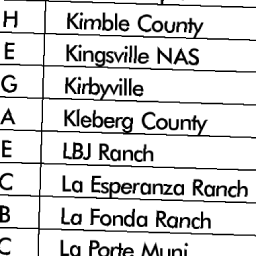 H Kimble County
E Kingsville NAS
G Kirbyville
A Kleberg County
E LBJ Ranch
C La Esperanza Ranch
B La Fonda Ranch
C La Porte Muni